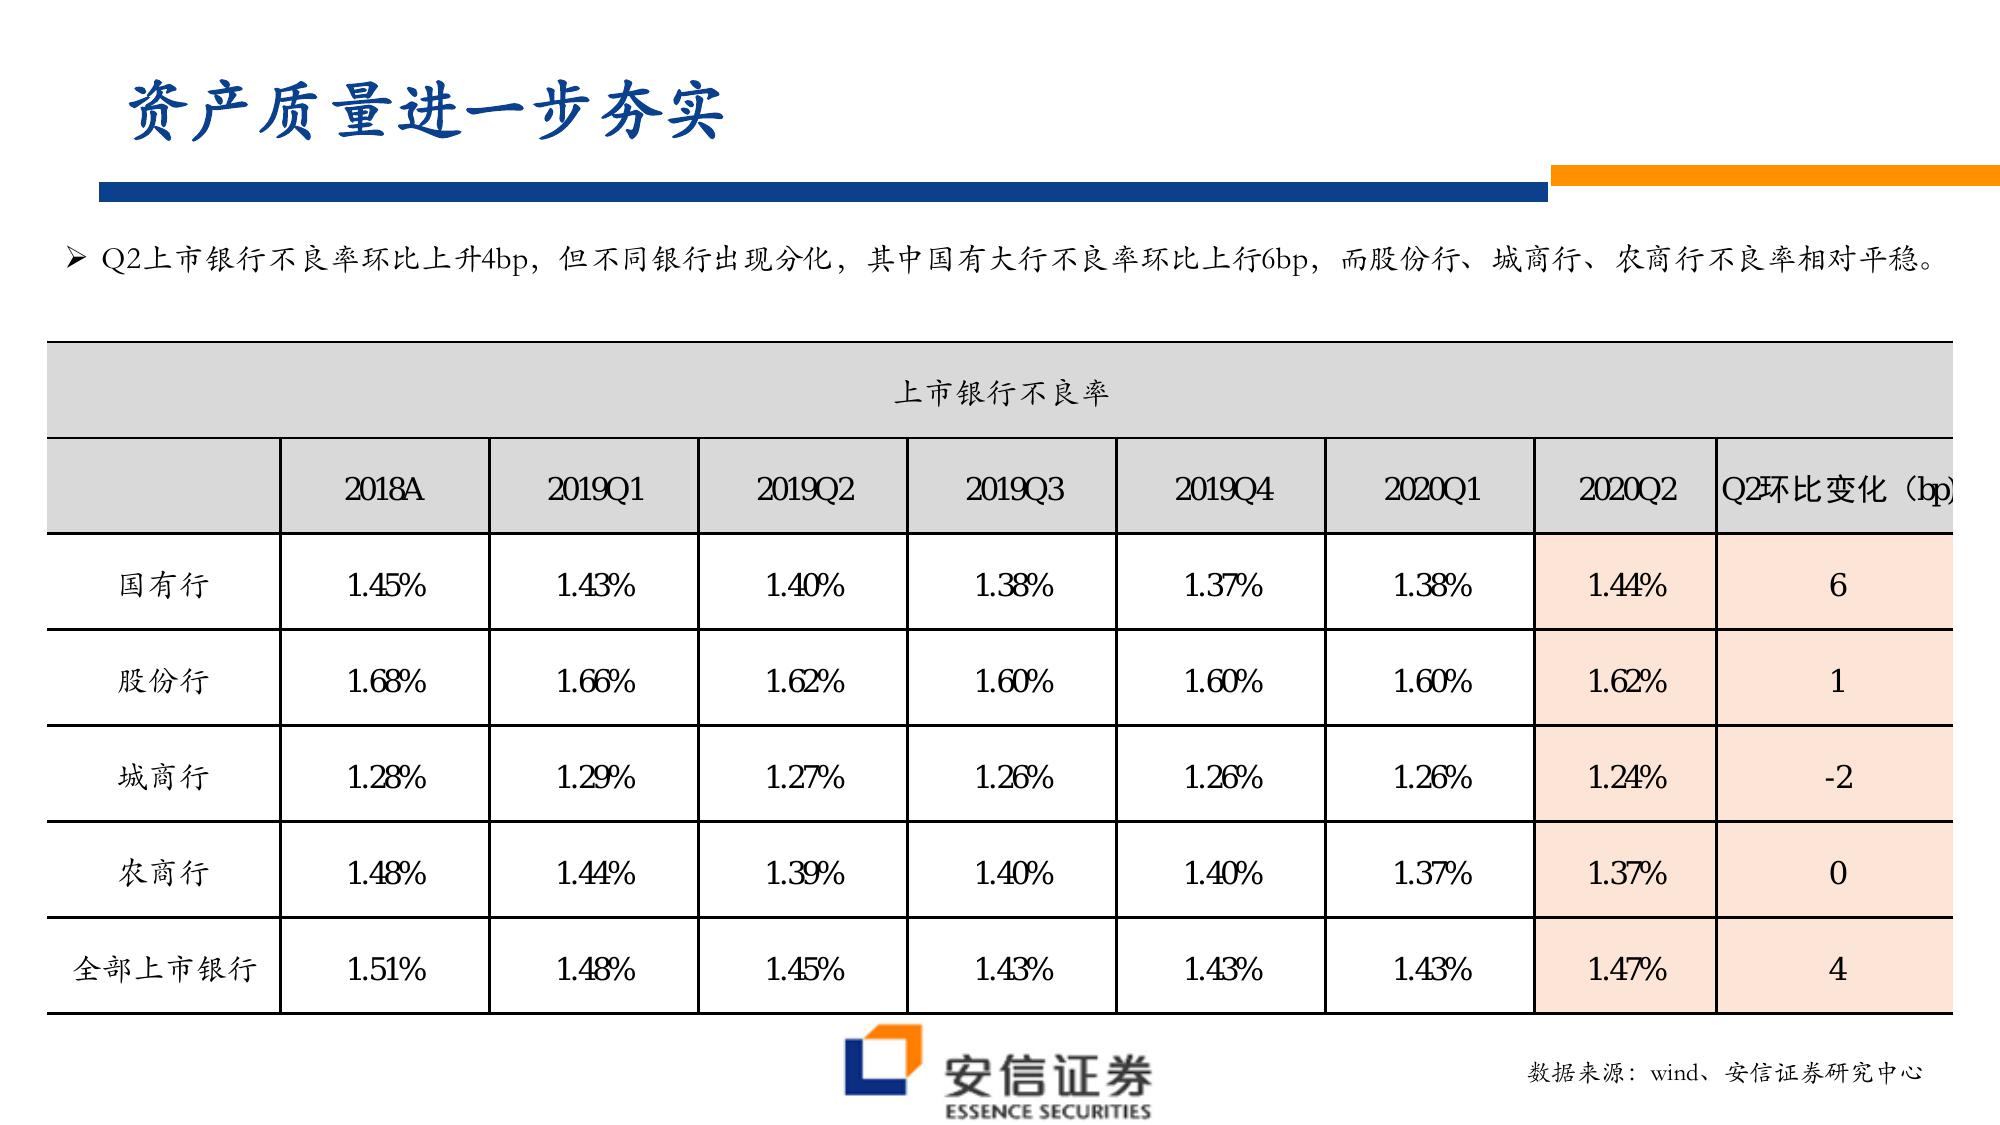 资产质量进一步夯实
➢ Q2上市银行不良率环比上升4bp，但不同银行出现分化，其中国有大行不良率环比上行6bp，而股份行、城商行、农商行不良率相对平稳。
上市银行不良率
2018A 2019Q1 2019Q2 2019Q3 2019Q4 2020Q1 2020Q2 Q2环比变化（bp)
国有行 1.45% 1.43% 1.40% 1.38% 1.37% 1.38% 1.44% 6
股份行 1.68% 1.66% 1.62% 1.60% 1.60% 1.60% 1.62% 1
城商行 1.28% 1.29% 1.27% 1.26% 1.26% 1.26% 1.24% -2
农商行 1.48% 1.44% 1.39% 1.40% 1.40% 1.37% 1.37% 0
全部上市银行 1.51% 1.48% 1.45% 1.43% 1.43% 1.43% 1.47% 4
安信证券
ESSENCE SECURITIES
数据来源：wind、安信证券研究中心